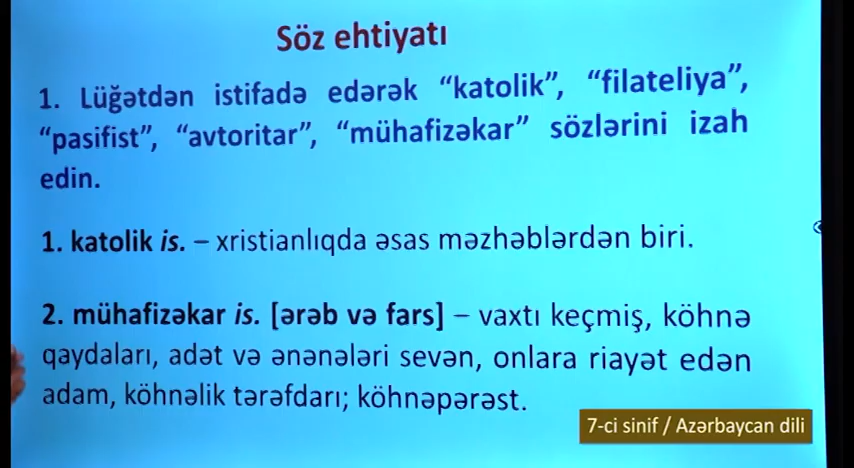 Söz ehtiyatı
1. Lüğətdən istifadə edərək “katolik”, “filateliya”,
“pasifist”, “avtoritar”, “mühafizəkar” sözlərini izah
edin.
1. katolik is. – xristianlıqda əsas məzhəblərdən biri.
2. mühafizəkar is. [ərəb və fars] – vaxtı keçmiş, köhnə
qaydaları, adət və ənənələri sevən, onlara riayət edən
adam, köhnəlik tərəfdarı; köhnəpərəst.
7-ci sinif / Azərbaycan dili